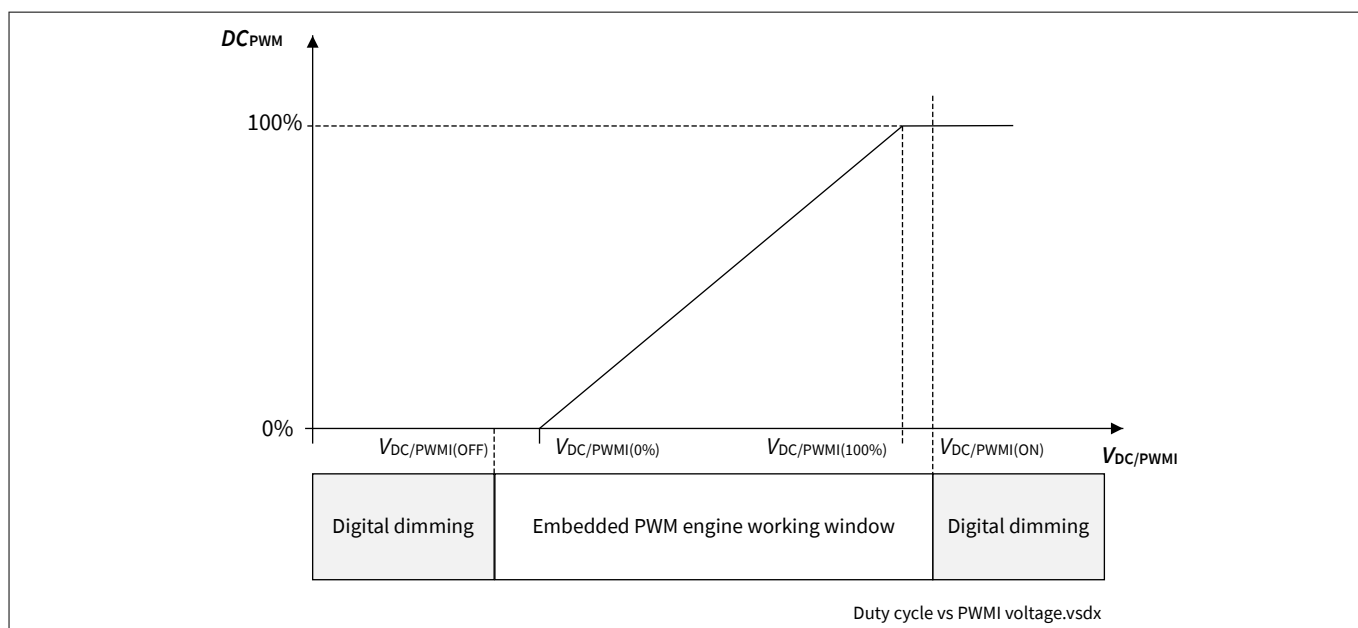 DCPWM
100%
0%
VDC/PWMI(OFF) VDC/PWMI(0%) VDC/PWMI(100%) VDC/PWMI(ON) VDC/PWMI
Digital dimming Embedded PWM engine working window Digital dimming
Duty cycle vs PWMI voltage.vsdx